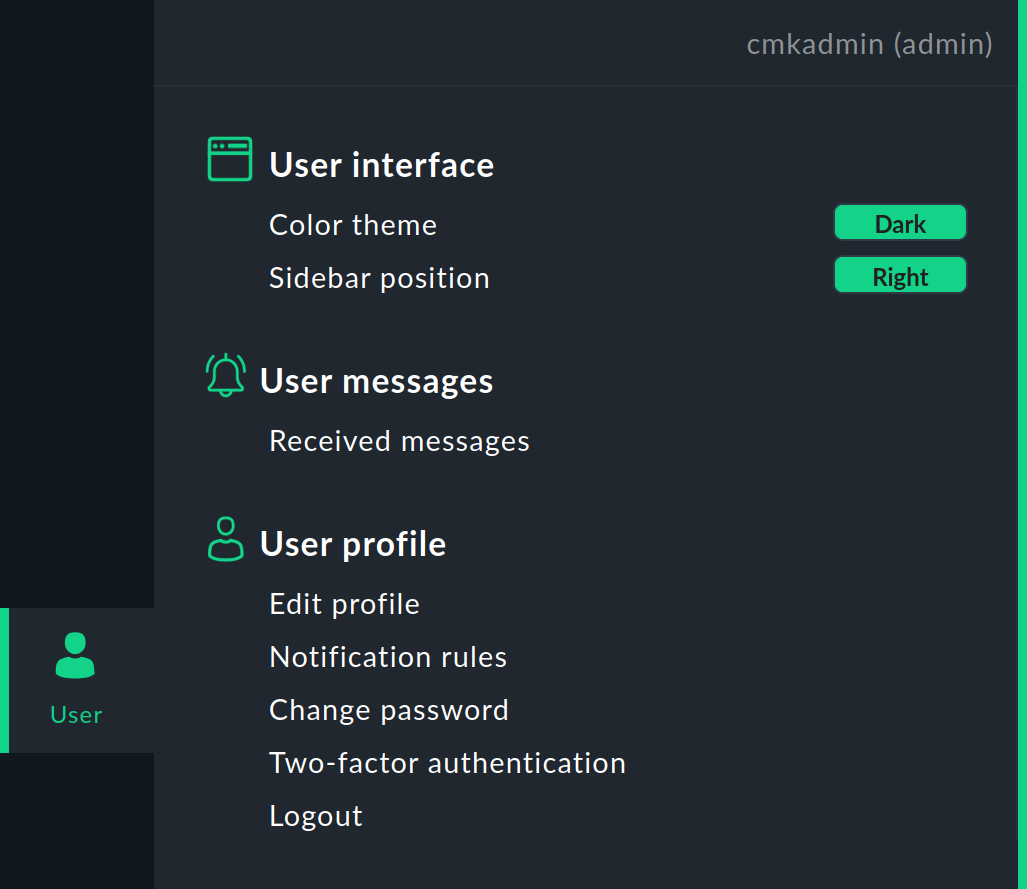 cmkadmin (admin)
User interface
Color theme Dark
Sidebar position Right
User messages
Received messages
User profile
Edit profile
Notification rules
Change password
Two-factor authentication
Logout
User